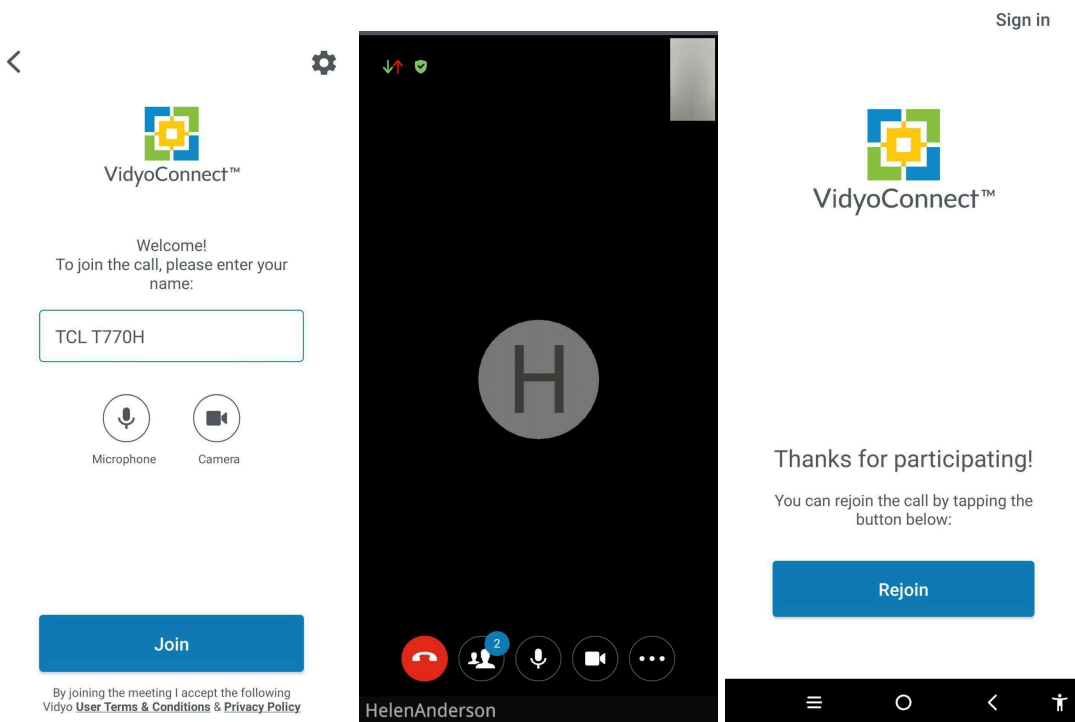 VidyoConnect™
Welcome!
To join the call, please enter your
name:
TCL T770H
Microphone
Camera
Join
By joining the meeting I accept the following
Vidyo User Terms & Conditions & Privacy Policy
H
2
HelenAnderson
Sign in
VidyoConnect™
Thanks for participating!
You can rejoin the call by tapping the
button below:
Rejoin